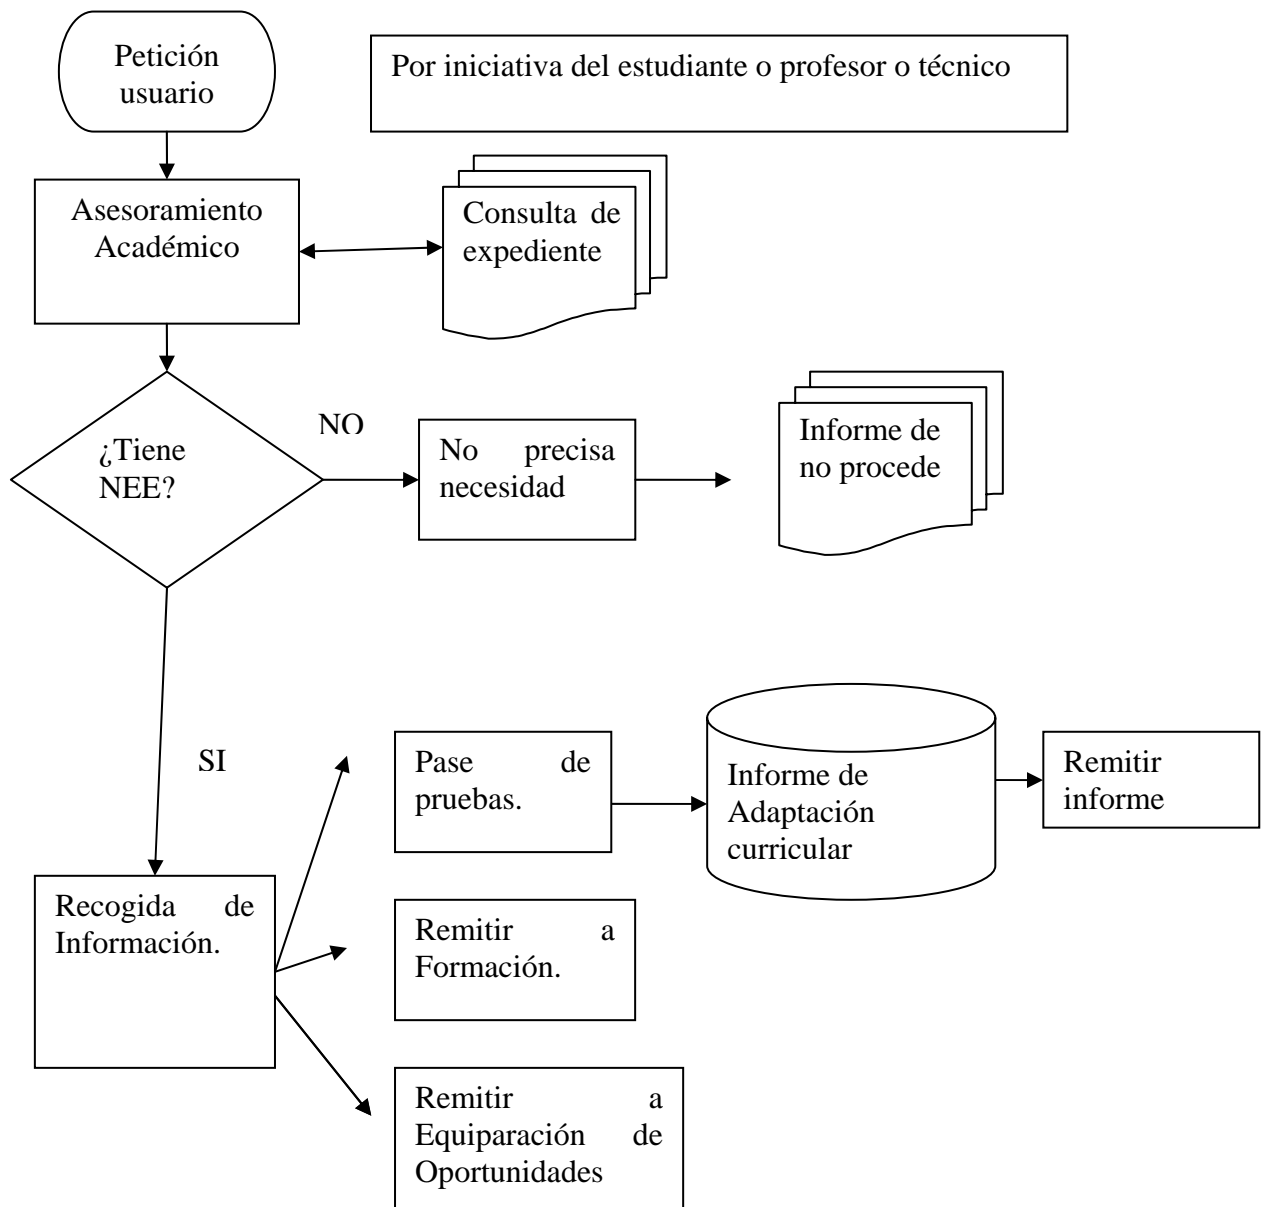 Petición
usuario
Por iniciativa del estudiante o profesor o técnico
Asesoramiento
Académico
Consulta de
expediente
¿Tiene
NEE?
NO
No precisa
necesidad
Informe de
no procede
SI
Pase de
pruebas.
Informe de
Adaptación
curricular
Remitir
informe
Recogida de
Información.
Remitir a
Formación.
Remitir a
Equiparación de
Oportunidades